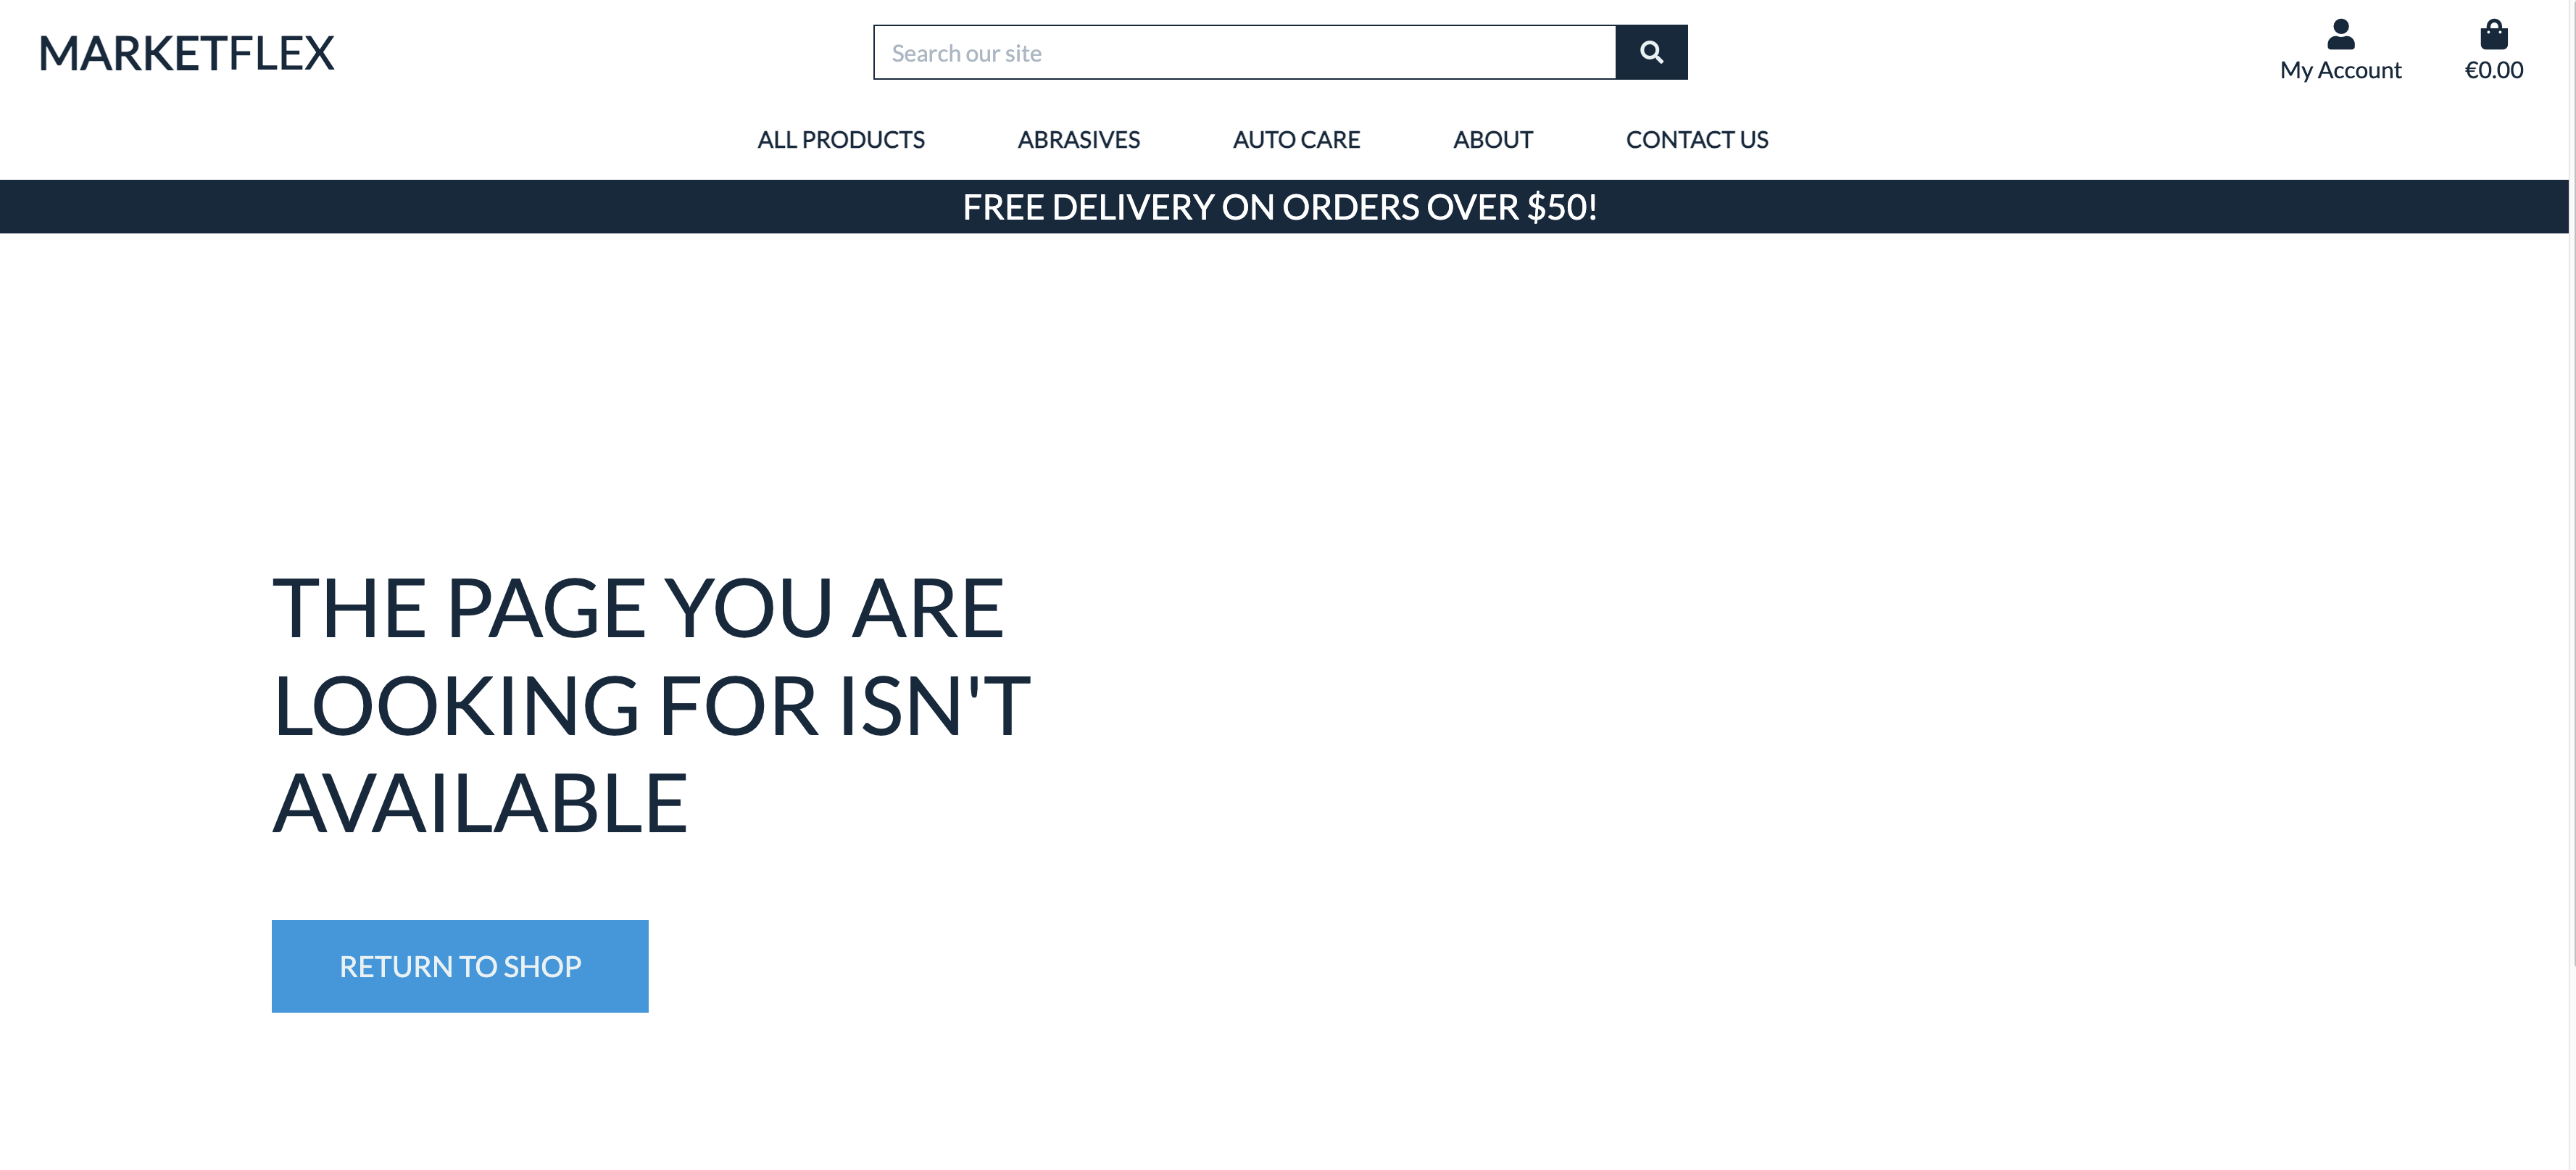 MARKETFLEX
Search our site
My Account
€0.00
ALL PRODUCTS
ABRASIVES
AUTO CARE
ABOUT
CONTACT US
FREE DELIVERY ON ORDERS OVER $50!
THE PAGE YOU ARE
LOOKING FOR ISN'T
AVAILABLE
RETURN TO SHOP